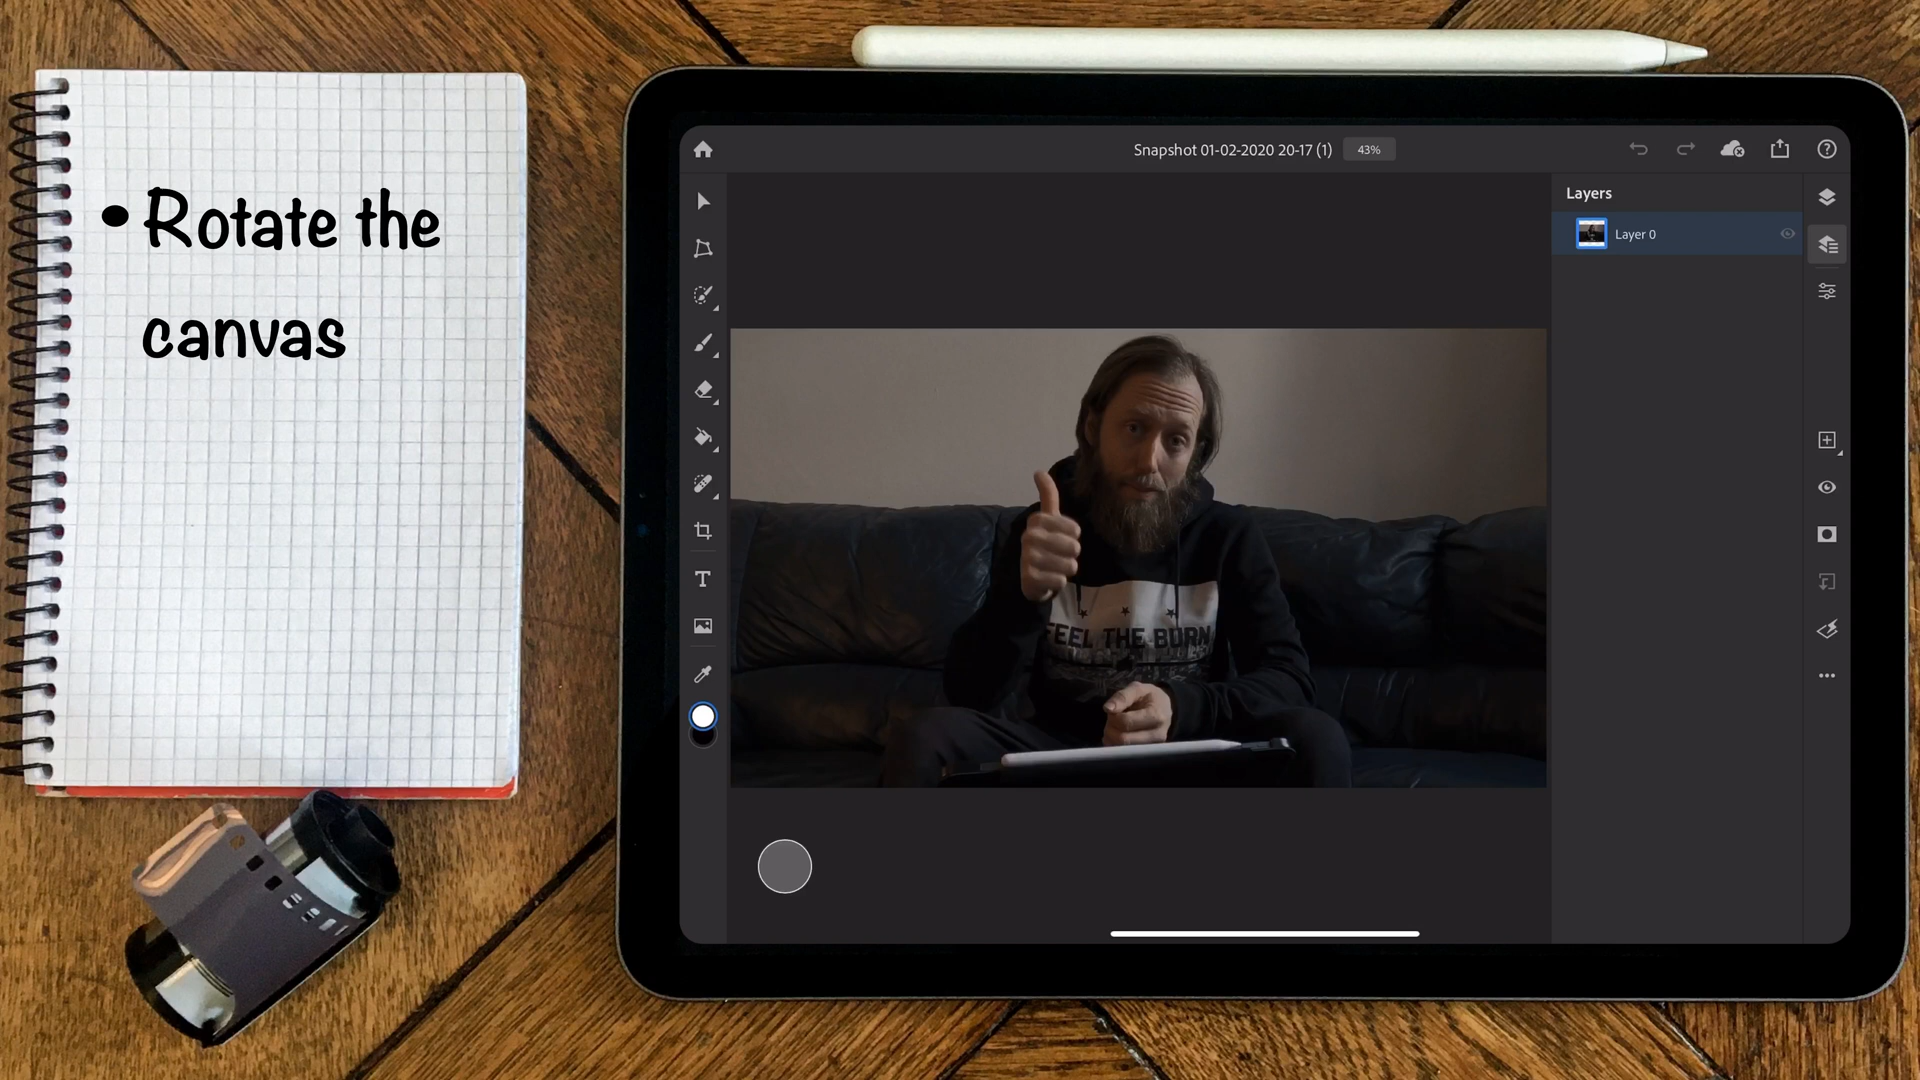 • Rotate the
canvas
Snapshot 01-02-2020 20-17 (1) 43%
Layers
Layer 0
T
FEEL THE BURN